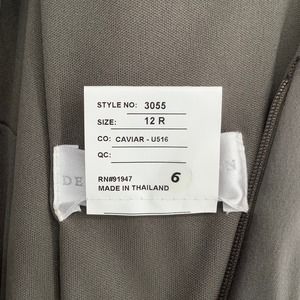 STYLE NO: 3055
SIZE: 12 R
CO: CAVIAR - U516
QC:
RN#91947 6
MADE IN THAILAND